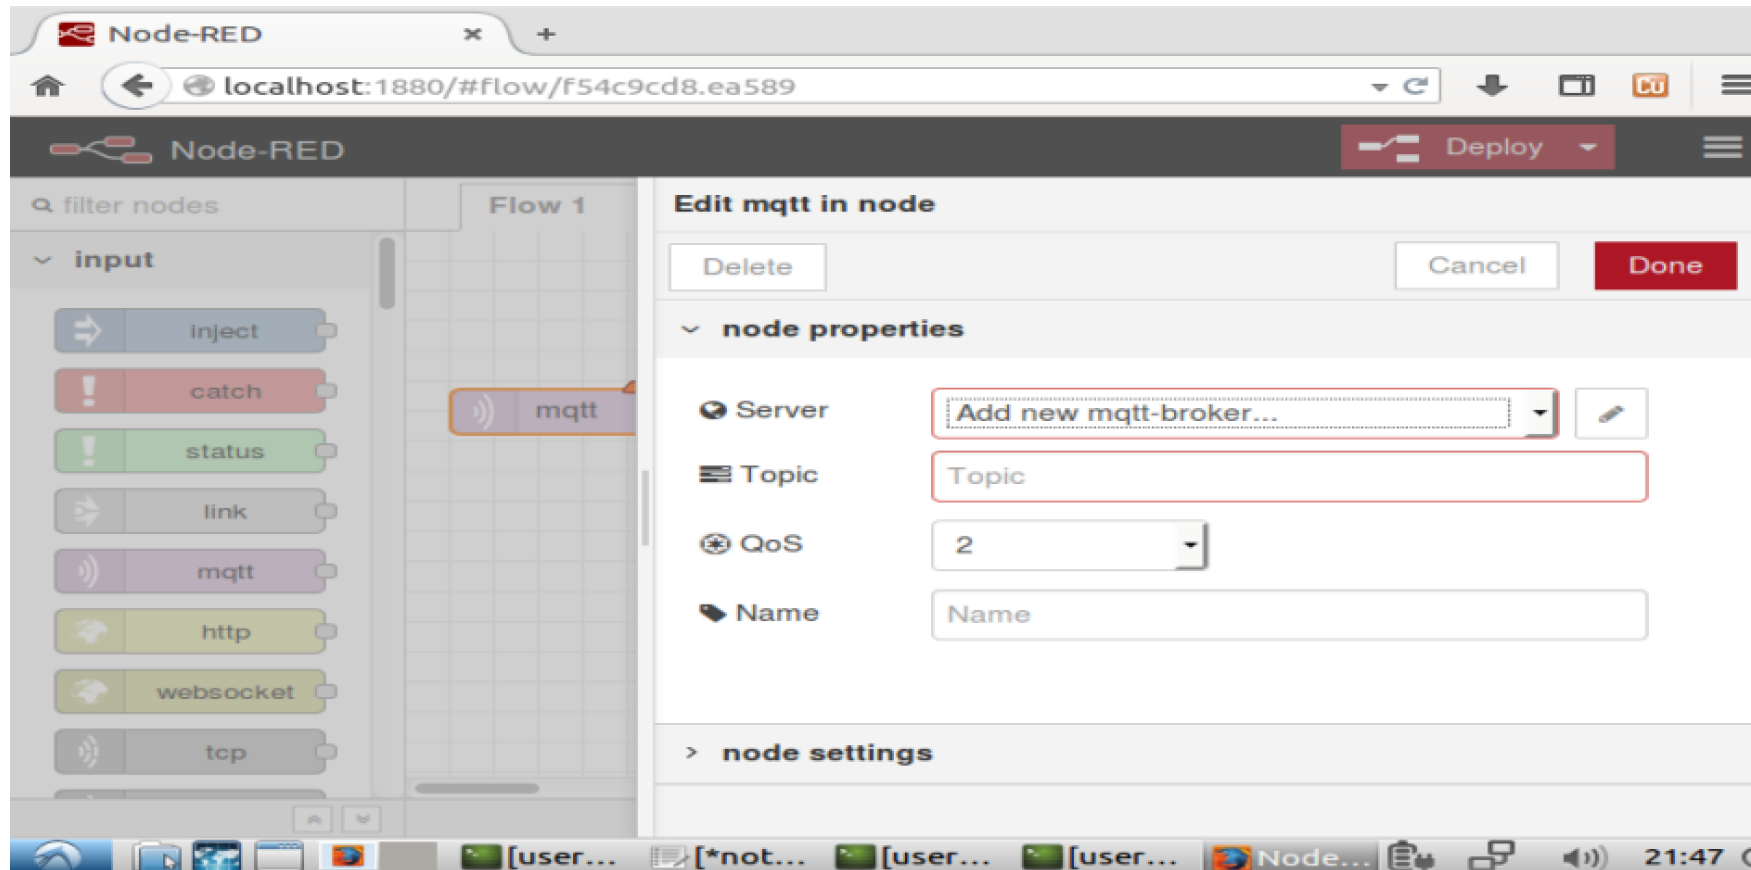 Node-RED
localhost:1880/#flow/f54c9cd8.ea589
Node-RED
Deploy
filter nodes
Flow 1
Edit mqtt in node
input
Delete
Cancel
Done
node properties
inject
catch
mqtt
Server
Add new mqtt-broker...
status
Topic
Topic
link
QoS
2
mqtt
Name
Name
http
websocket
tcp
node settings
[user...
[*not...
[user...
[user...
Node...
21:47